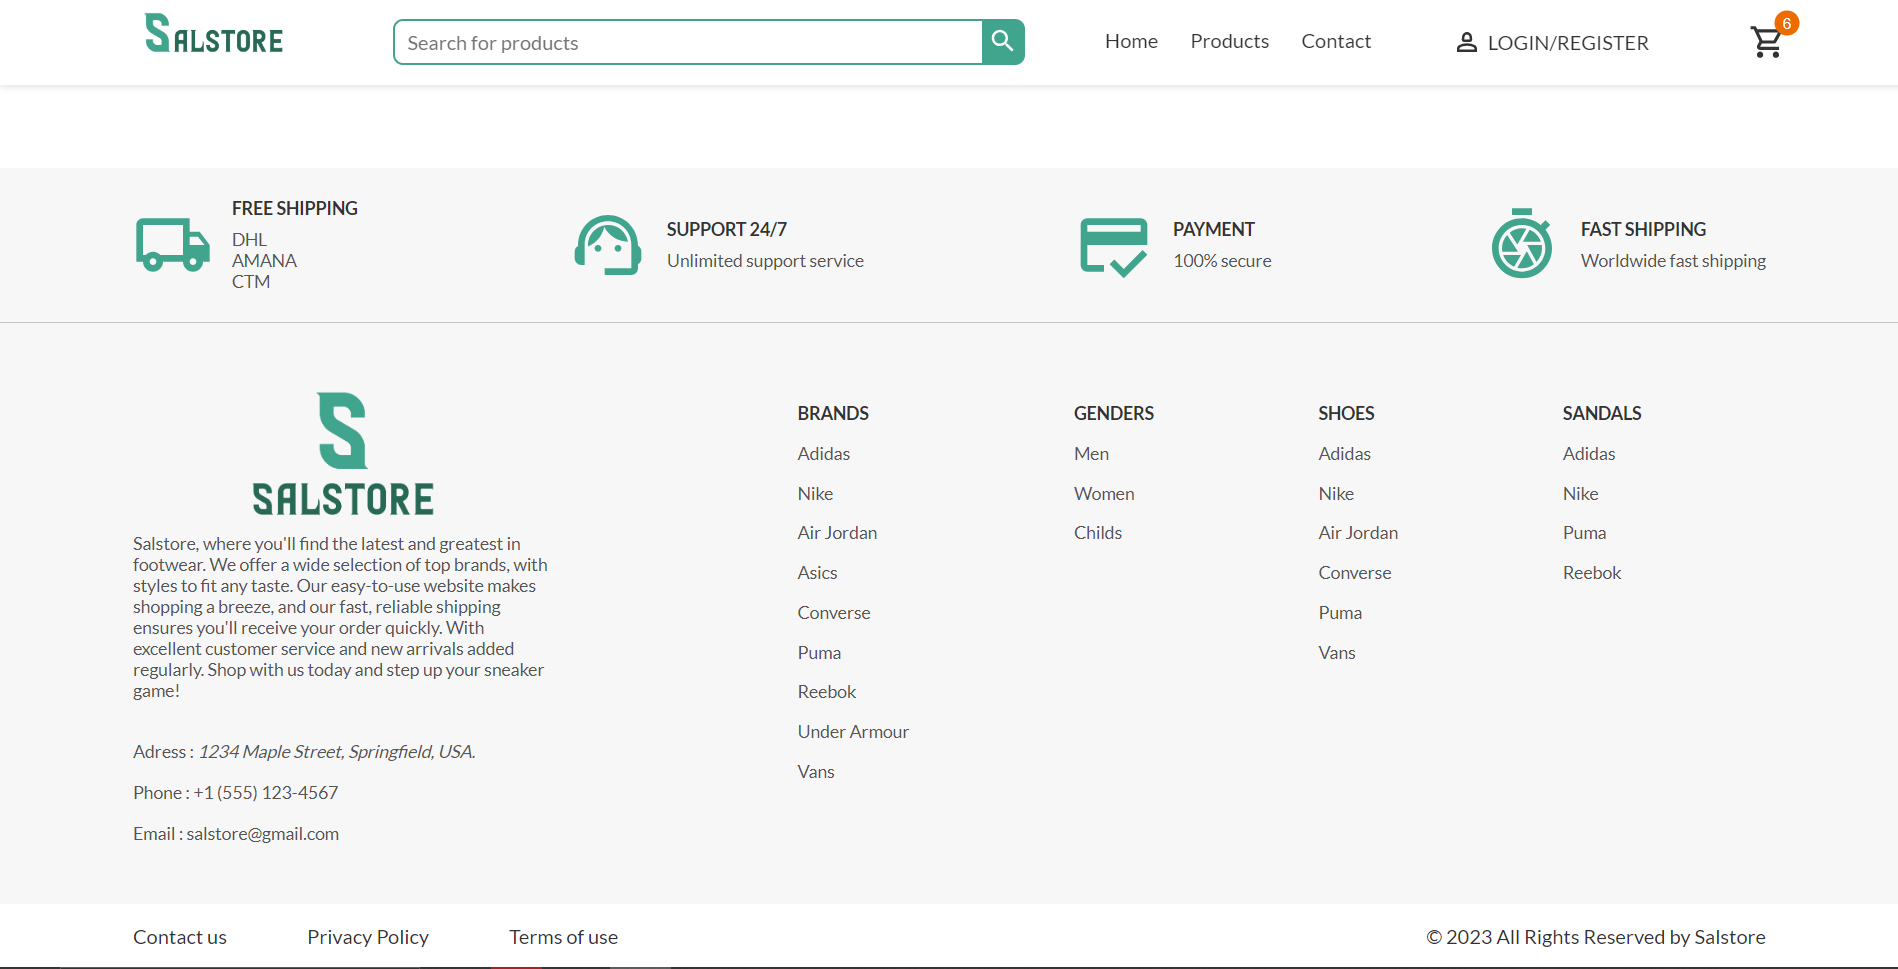 SALSTORE
Search for products
Home
Products
Contact
LOGIN/REGISTER
6
FREE SHIPPING
DHL
AMANA
CTM
SUPPORT 24/7
Unlimited support service
PAYMENT
100% secure
FAST SHIPPING
Worldwide fast shipping
S
SALSTORE
Salstore, where you'll find the latest and greatest in
footwear. We offer a wide selection of top brands, with
styles to fit any taste. Our easy-to-use website makes
shopping a breeze, and our fast, reliable shipping
ensures you'll receive your order quickly. With
excellent customer service and new arrivals added
regularly. Shop with us today and step up your sneaker
game!
Adress : 1234 Maple Street, Springfield, USA.
Phone : +1 (555) 123-4567
Email : salstore@gmail.com
BRANDS
Adidas
Nike
Air Jordan
Asics
Converse
Puma
Reebok
Under Armour
Vans
GENDERS
Men
Women
Childs
SHOES
Adidas
Nike
Air Jordan
Converse
Puma
Vans
SANDALS
Adidas
Nike
Puma
Reebok
Contact us
Privacy Policy
Terms of use
© 2023 All Rights Reserved by Salstore